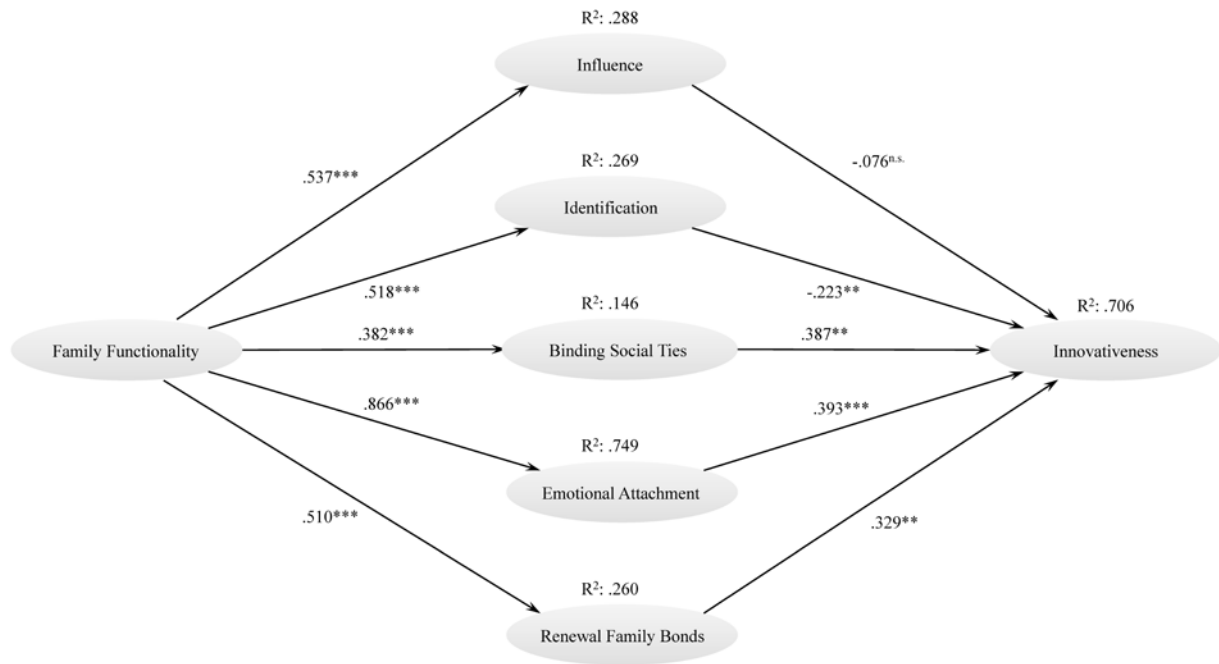 R²: .288
Influence
.537***
-.076ⁿ·ˢ·
R²: .269
Identification
.518***
-.223**
R²: .146
R²: .706
.382***
.387**
Family Functionality
Binding Social Ties
Innovativeness
.866***
.393***
R²: .749
Emotional Attachment
.510***
.329**
R²: .260
Renewal Family Bonds